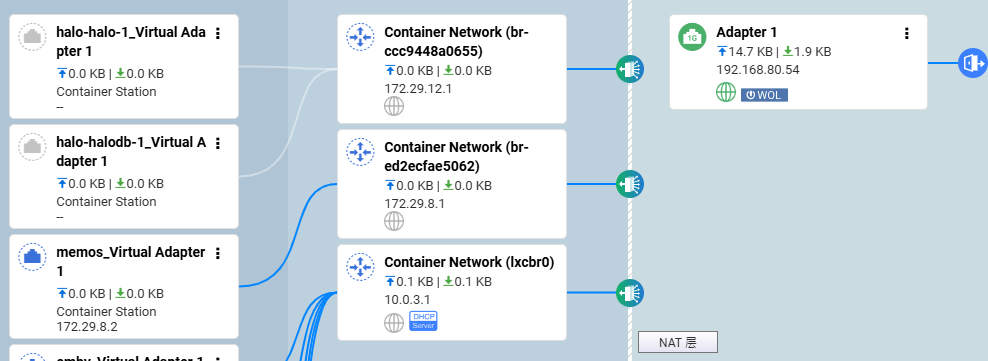 halo-halo-1_Virtual Ada
pter 1
0.0 KB | 0.0 KB
Container Station
--
halo-halodb-1_Virtual A
dapter 1
0.0 KB | 0.0 KB
Container Station
--
memos_Virtual Adapter
1
0.0 KB | 0.0 KB
Container Station
172.29.8.2
emby_Virtual Adapter 1
Container Network (br-
ccc9448a0655)
0.0 KB | 0.0 KB
172.29.12.1
Container Network (br-
ed2ecfae5062)
0.0 KB | 0.0 KB
172.29.8.1
Container Network (lxcbr0)
0.1 KB | 0.1 KB
10.0.3.1
DHCP
Server
Adapter 1
1G
14.7 KB | 1.9 KB
192.168.80.54
WOL
NAT 层